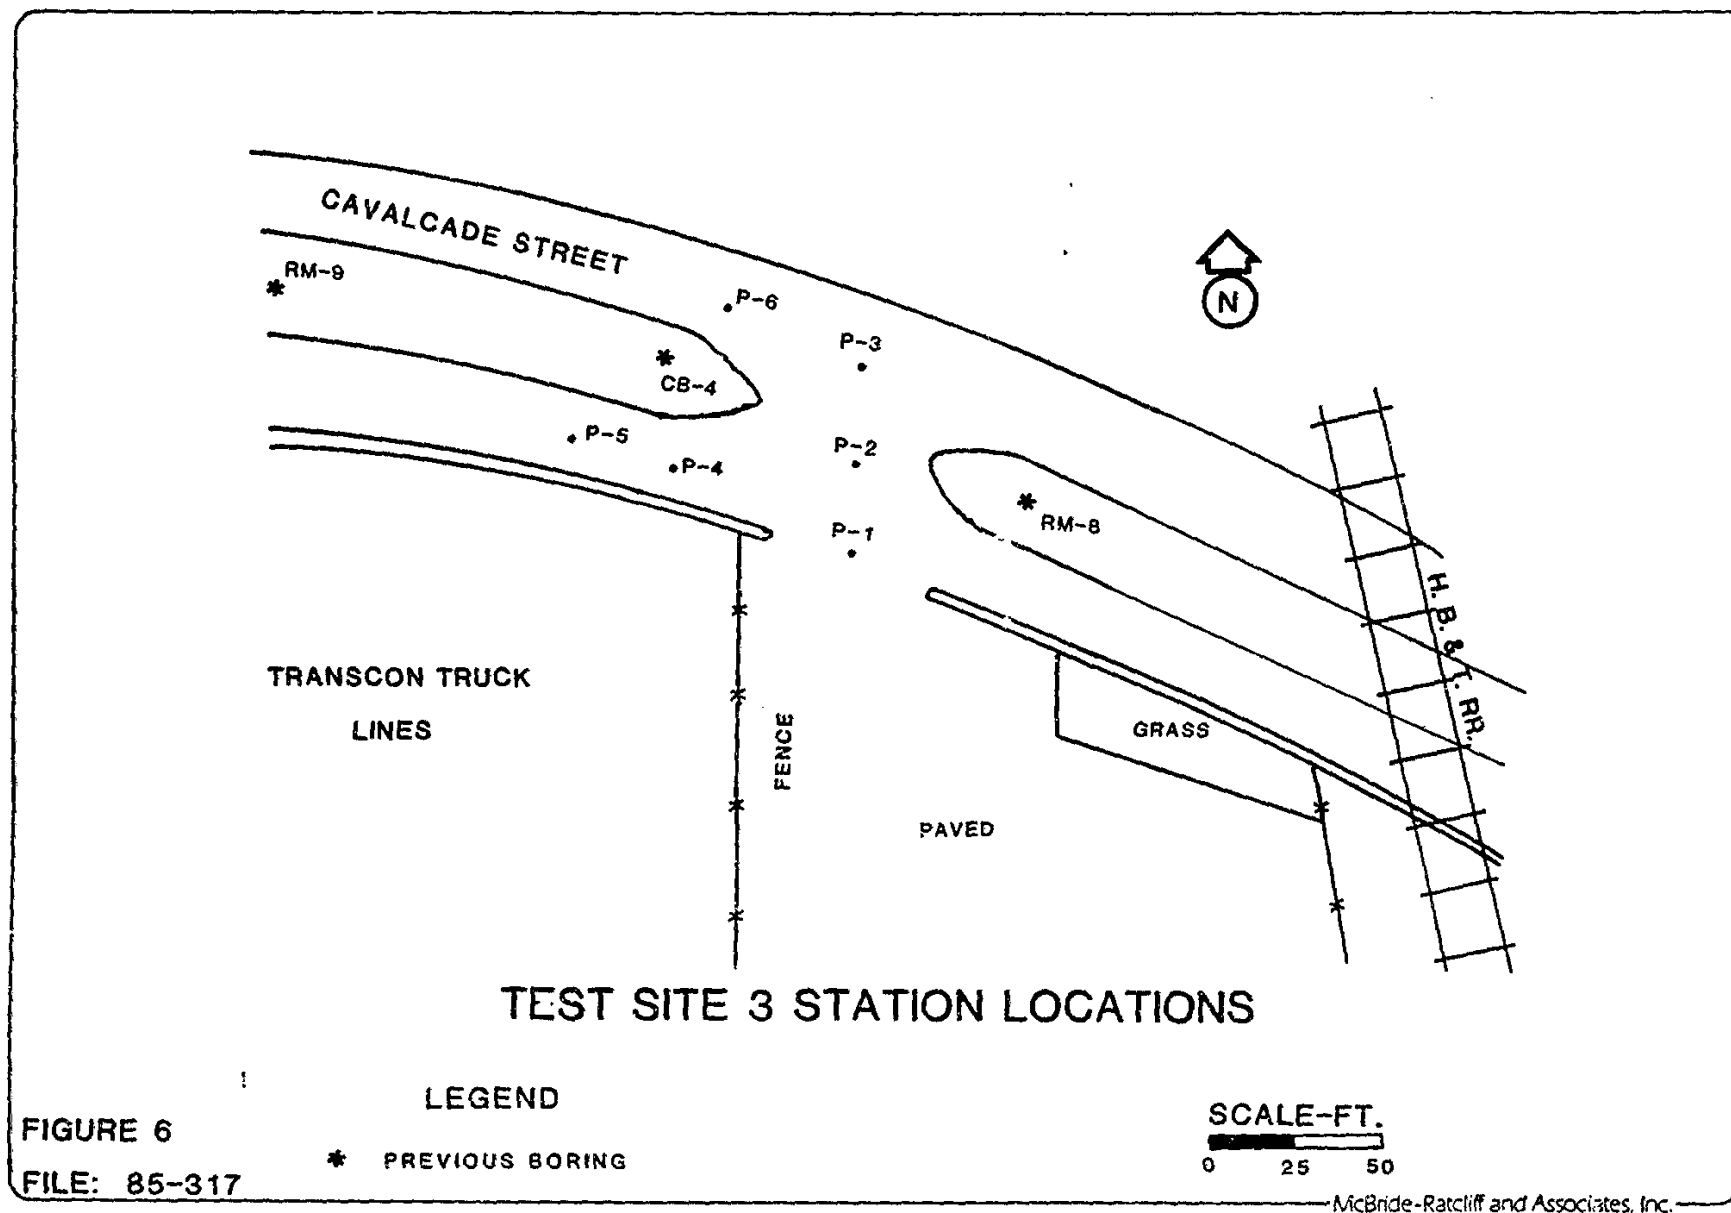 CAVALCADE STREET
RM-9
P-6
N
P-3
CB-4
P-5
P-2
P-4
RM-8
P-1
H. B. & T. RR.
TRANSCON TRUCK
LINES
FENCE
GRASS
PAVED
TEST SITE 3 STATION LOCATIONS
LEGEND
* PREVIOUS BORING
FIGURE 6
FILE: 85-317
SCALE-FT.
0 25 50
McBride-Ratcliff and Associates, Inc.